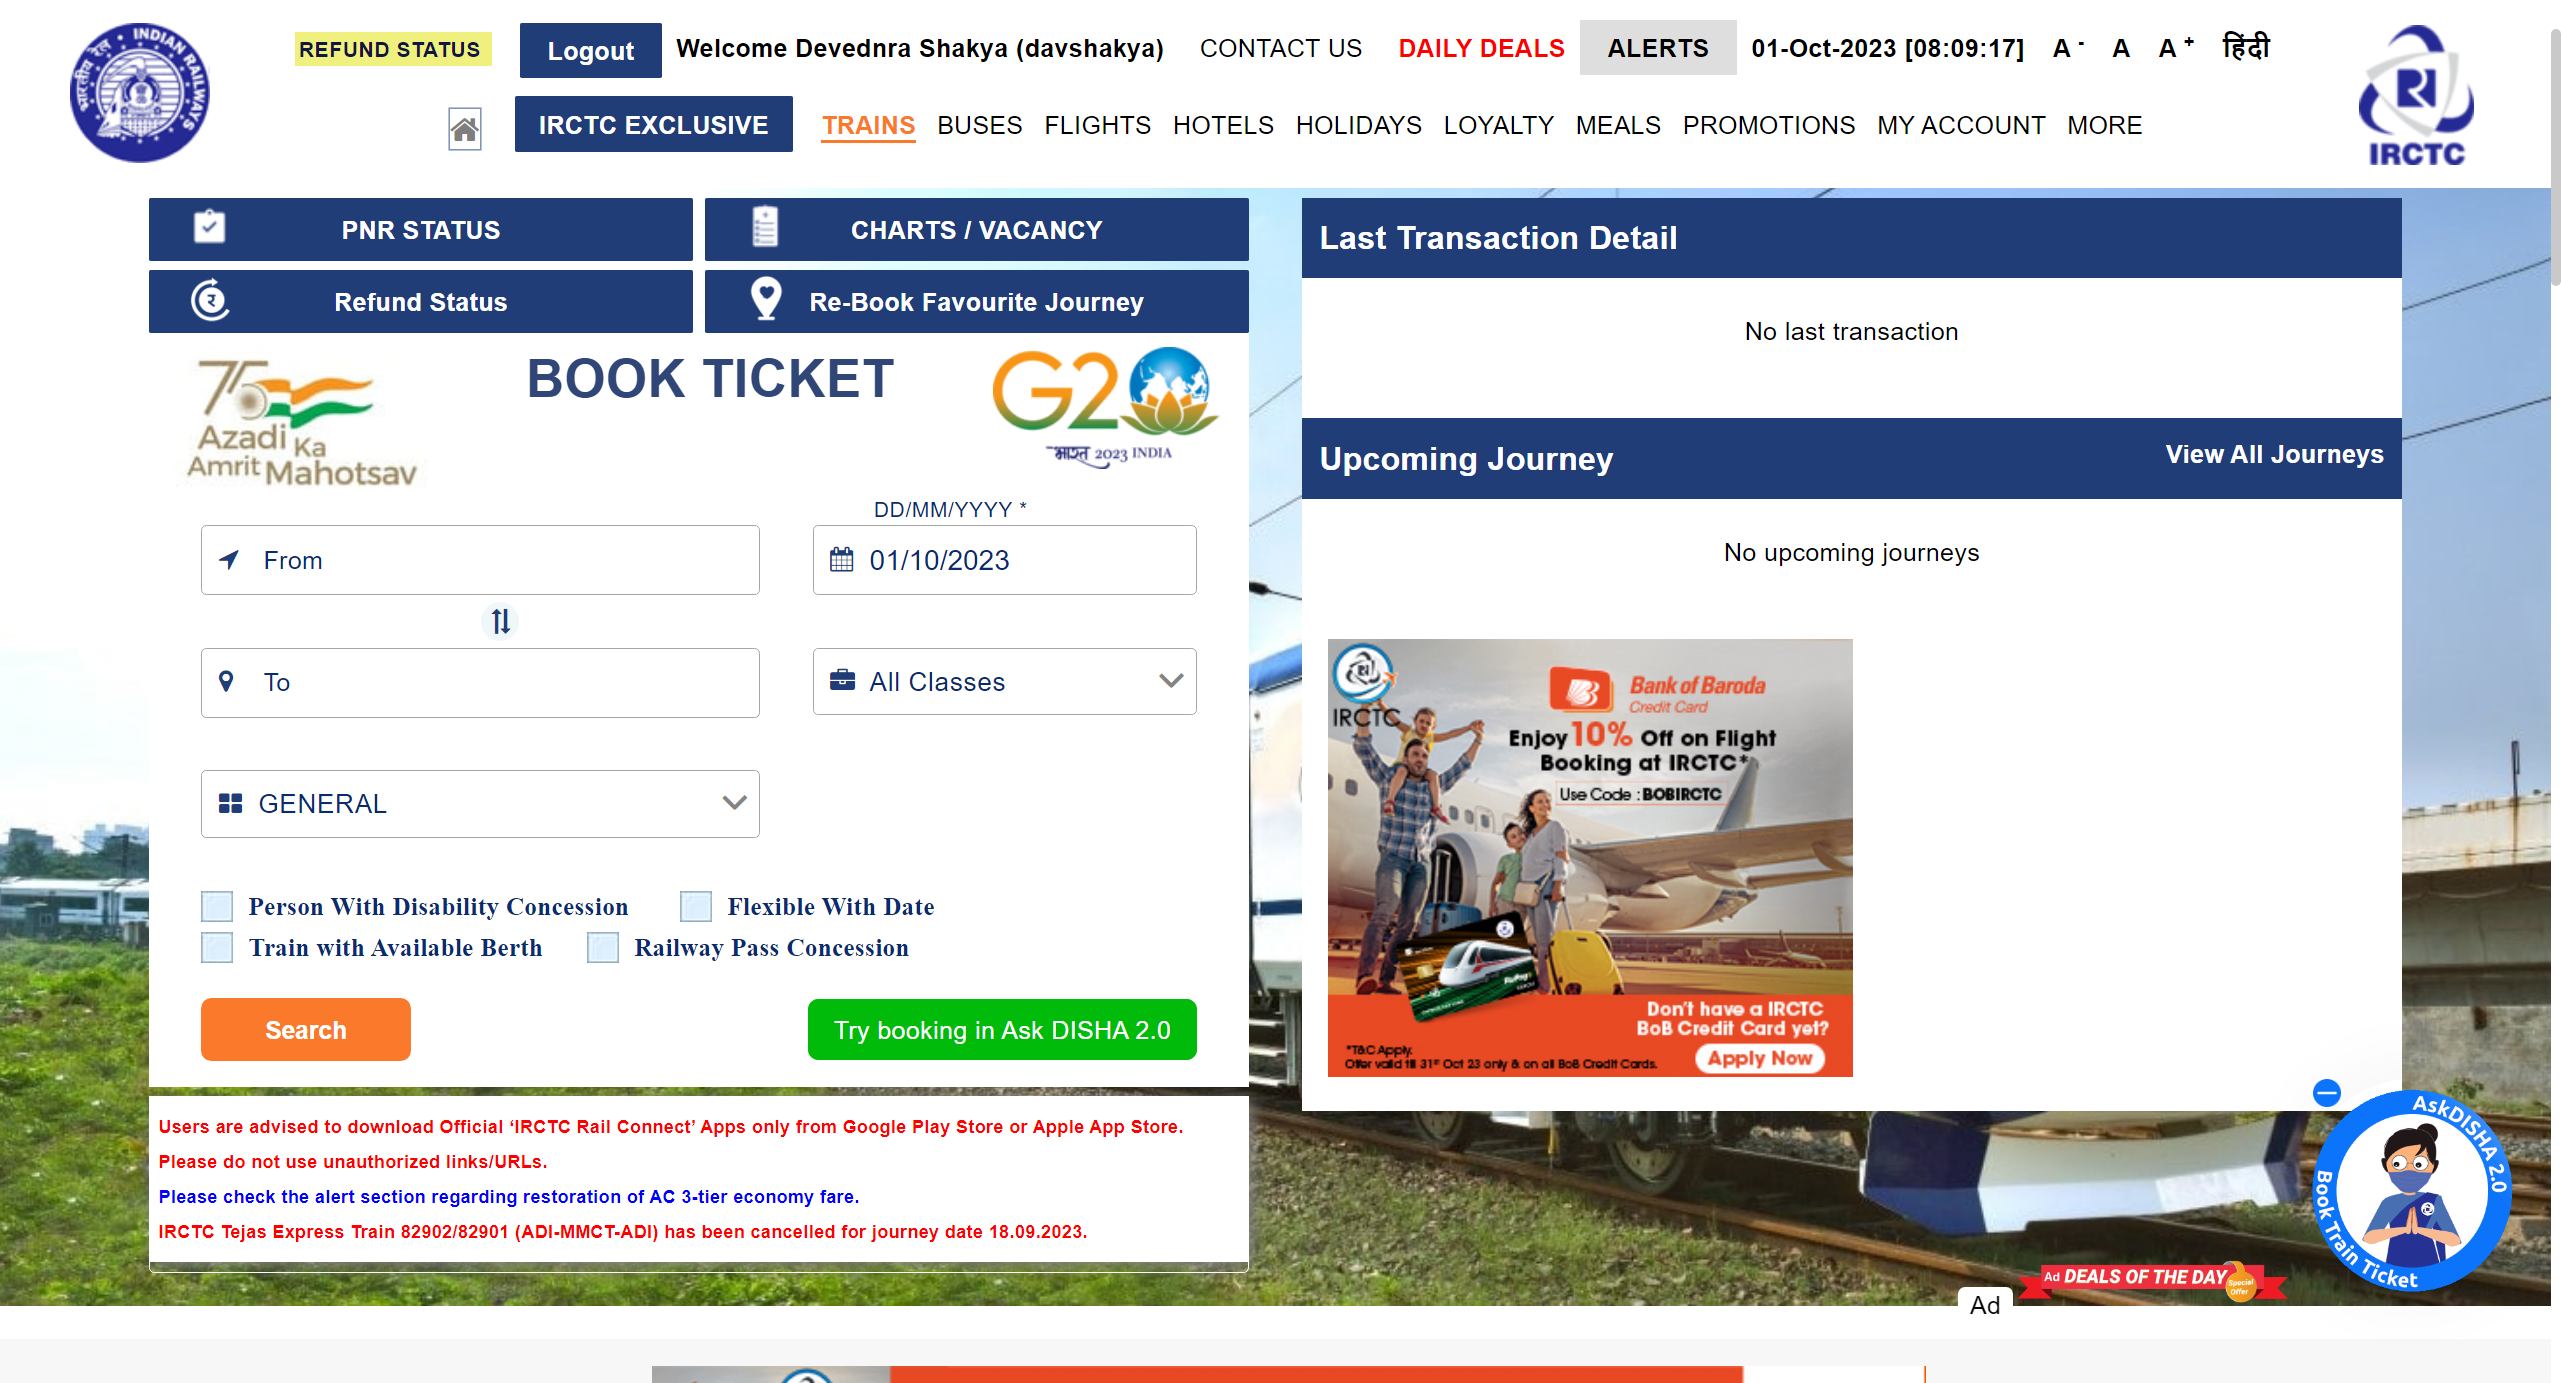 REFUND STATUS
Logout
Welcome Devednra Shakya (davshakya)
CONTACT US
DAILY DEALS
ALERTS
01-Oct-2023 [08:09:17]
A -
A
A +
हिंदी
INDIAN RAILWAYS
भारतीय रेल
IRCTC EXCLUSIVE
TRAINS
BUSES
FLIGHTS
HOTELS
HOLIDAYS
LOYALTY
MEALS
PROMOTIONS
MY ACCOUNT
MORE
IRCTC
PNR STATUS
CHARTS / VACANCY
Refund Status
Re-Book Favourite Journey
75
Azadi Ka
Amrit Mahotsav
BOOK TICKET
G20
भारत 2023 INDIA
DD/MM/YYYY *
From
01/10/2023
To
All Classes
GENERAL
Person With Disability Concession
Flexible With Date
Train with Available Berth
Railway Pass Concession
Search
Try booking in Ask DISHA 2.0
Users are advised to download Official ‘IRCTC Rail Connect’ Apps only from Google Play Store or Apple App Store.
Please do not use unauthorized links/URLs.
Please check the alert section regarding restoration of AC 3-tier economy fare.
IRCTC Tejas Express Train 82902/82901 (ADI-MMCT-ADI) has been cancelled for journey date 18.09.2023.
Last Transaction Detail
No last transaction
Upcoming Journey
View All Journeys
No upcoming journeys
IRCTC
Bank of Baroda
Credit Card
Enjoy 10% Off on Flight
Booking at IRCTC*
Use Code : BOBIRCTC
Don't have a IRCTC
BoB Credit Card yet?
Apply Now
*T&C Apply.
Offer valid till 31st Oct 23 only & on all BoB Credit Cards.
AskDISHA 2.0
Book Train Ticket
Ad DEALS OF THE DAY
Special
Offer
Ad